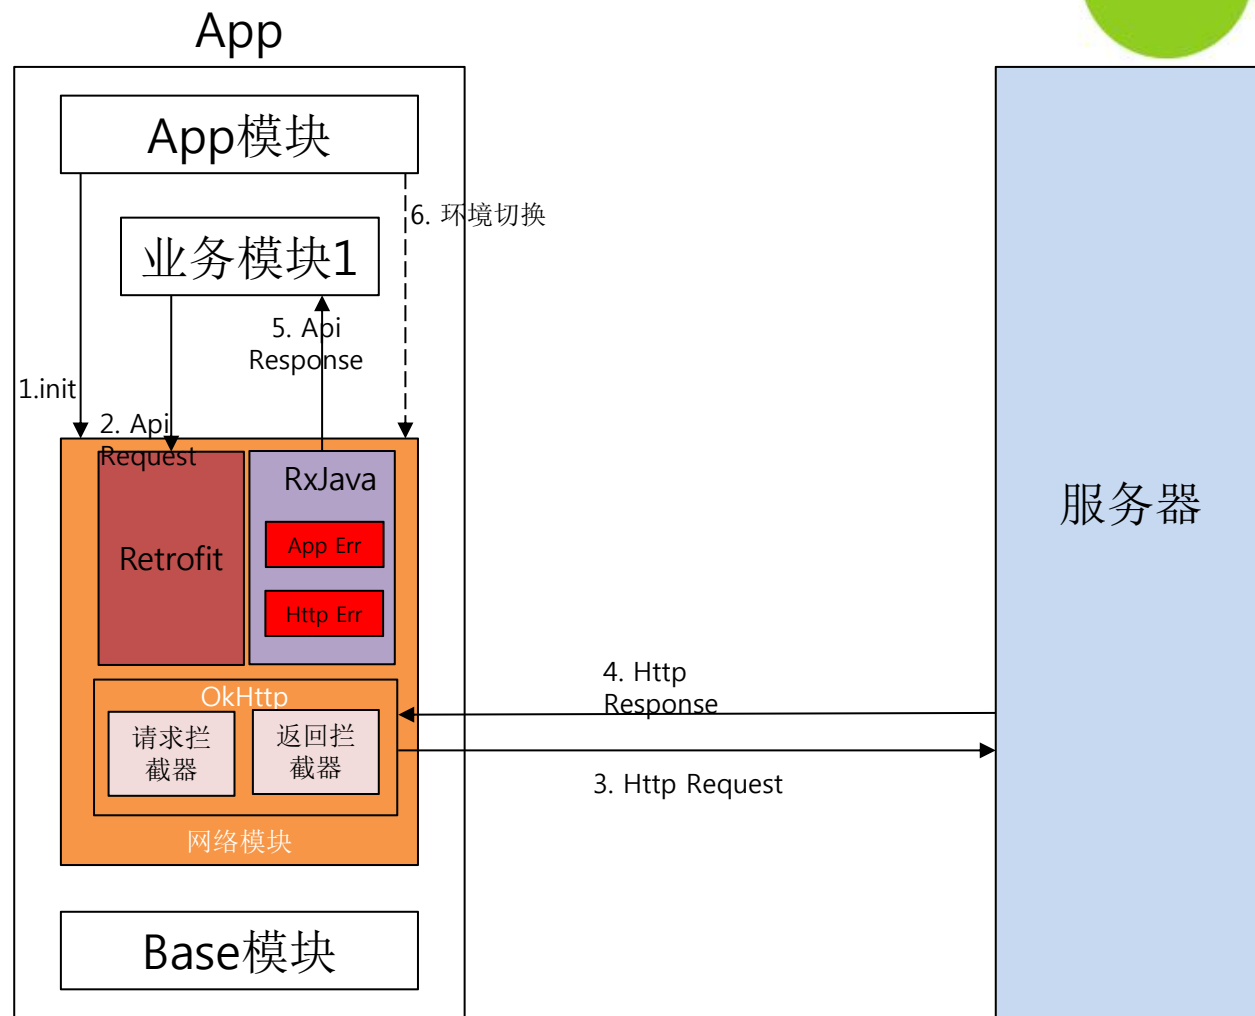 App
App模块
6. 环境切换
业务模块1
5. Api
Response
1.init
2. Api
Request
RxJava
App Err
Retrofit
Http Err
服务器
OkHttp
请求拦
截器
返回拦
截器
网络模块
4. Http
Response
3. Http Request
Base模块